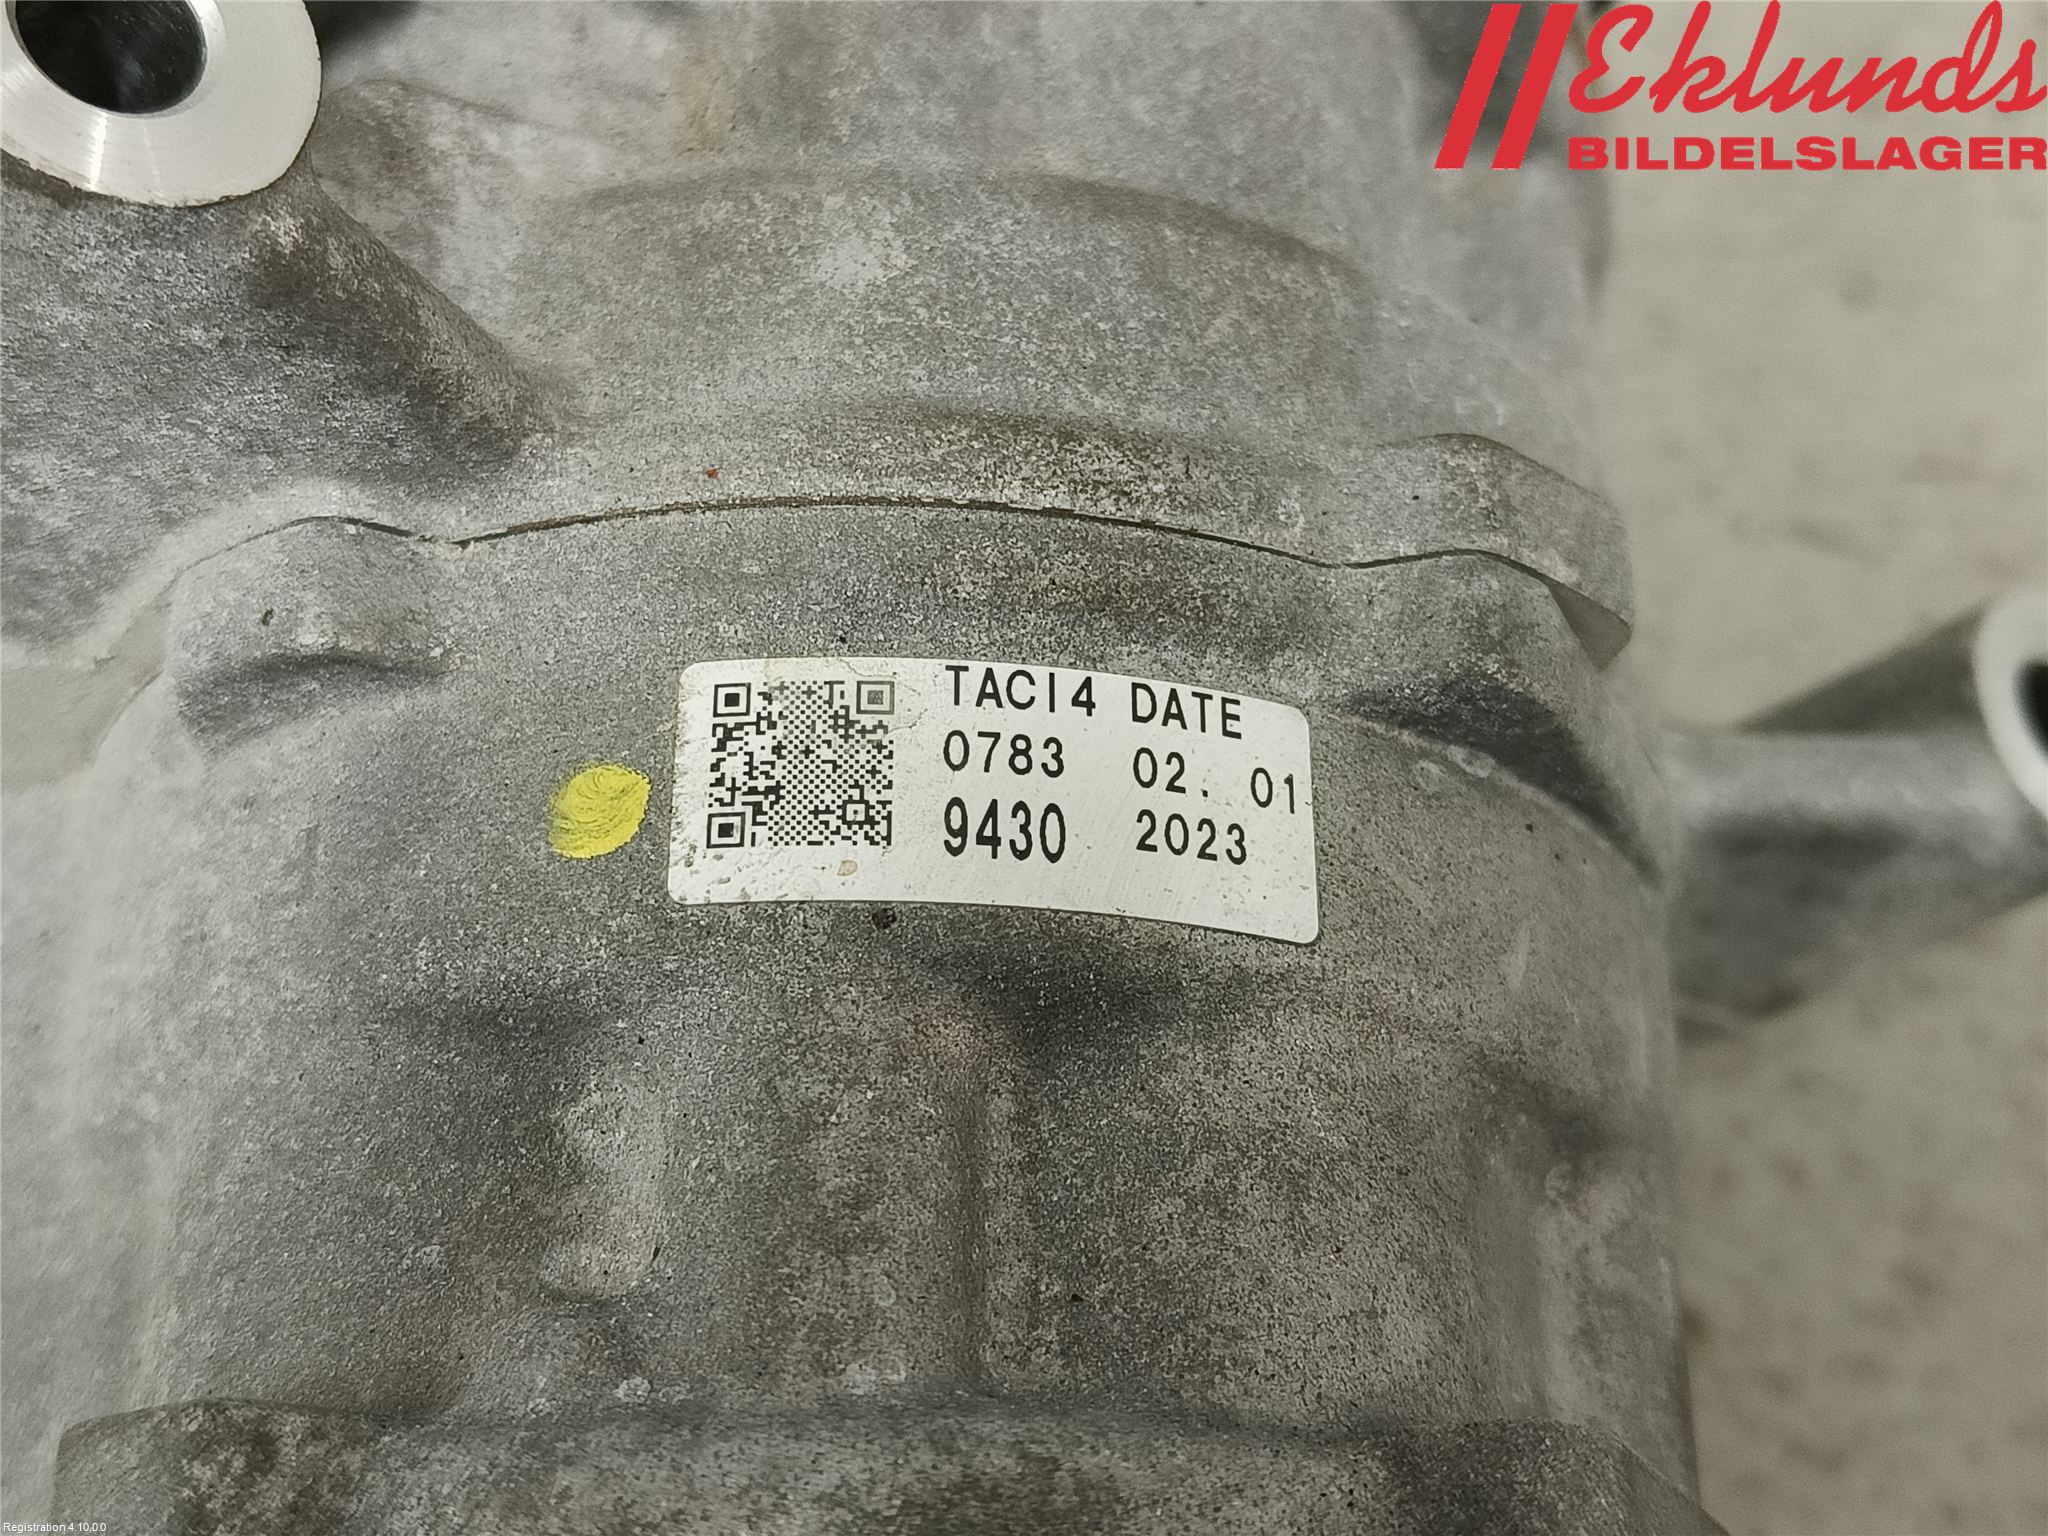 Eklunds
BILDELSLAGER
TAC14 DATE
0783 02. 01
9430 2023
Registration 4.10.0.0